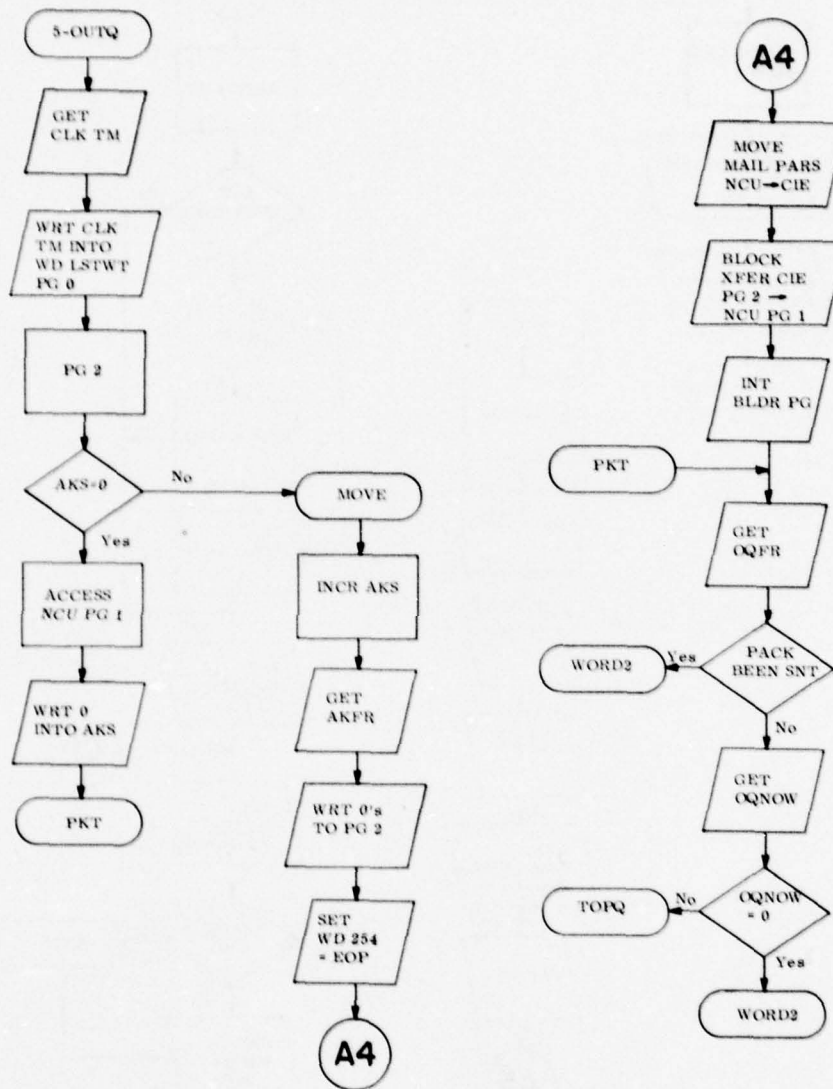 5-OUTQ
GET
CLK TM
WRT CLK
TM INTO
WD LSTWT
PG 0
PG 2
AKS=0
No
Yes
ACCESS
NCU PG 1
WRT 0
INTO AKS
PKT
MOVE
INCR AKS
GET
AKFR
WRT 0's
TO PG 2
SET
WD 254
= EOP
A4
A4
MOVE
MAIL PARS
NCU→CIE
BLOCK
XFER CIE
PG 2 →
NCU PG 1
INT
BLDR PG
PKT
GET
OQFR
PACK
BEEN SNT
Yes
WORD2
No
GET
OQNOW
OQNOW
= 0
No
TOPQ
Yes
WORD2